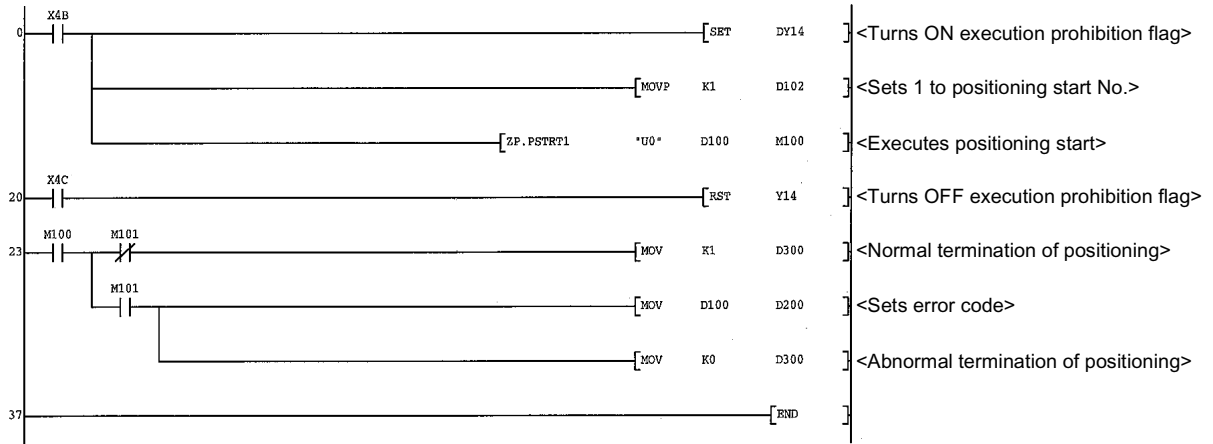 X4B
0 SET DY14 <Turns ON execution prohibition flag>
MOVP K1 D102 <Sets 1 to positioning start No.>
ZP.PSTRT1 "U0" D100 M100 <Executes positioning start>
X4C
20 RST Y14 <Turns OFF execution prohibition flag>
M100 M101
23 MOV K1 D300 <Normal termination of positioning>
M101
MOV D100 D200 <Sets error code>
MOV K0 D300 <Abnormal termination of positioning>
37 END